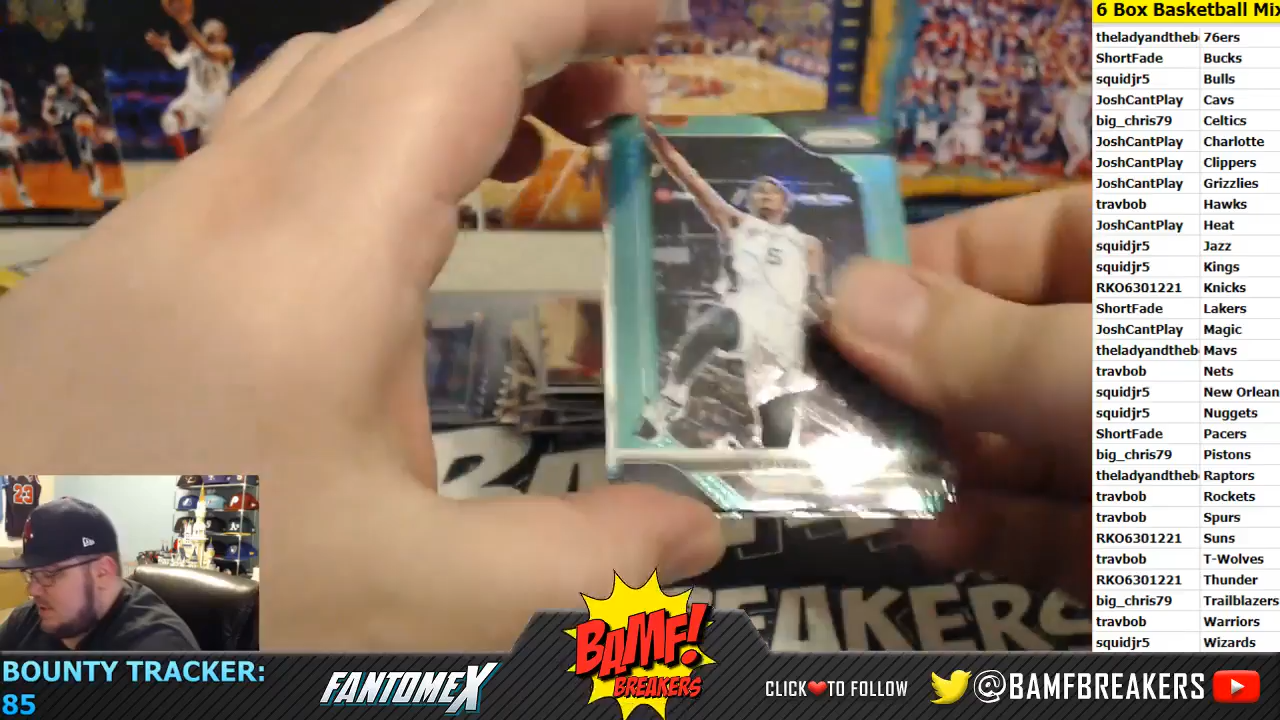 6 Box Basketball Mix
theladyandtheb 76ers
ShortFade Bucks
squidjr5 Bulls
JoshCantPlay Cavs
big_chris79 Celtics
JoshCantPlay Charlotte
JoshCantPlay Clippers
JoshCantPlay Grizzlies
travbob Hawks
JoshCantPlay Heat
squidjr5 Jazz
squidjr5 Kings
RKO6301221 Knicks
ShortFade Lakers
JoshCantPlay Magic
theladyandtheb Mavs
travbob Nets
squidjr5 New Orlean
squidjr5 Nuggets
ShortFade Pacers
big_chris79 Pistons
theladyandtheb Raptors
travbob Rockets
travbob Spurs
RKO6301221 Suns
travbob T-Wolves
RKO6301221 Thunder
big_chris79 Trailblazers
travbob Warriors
squidjr5 Wizards
23
BREAKERS
BOUNTY TRACKER:
85
FANTOMEX
BAMF!
BREAKERS
CLICK❤TO FOLLOW
@BAMFBREAKERS